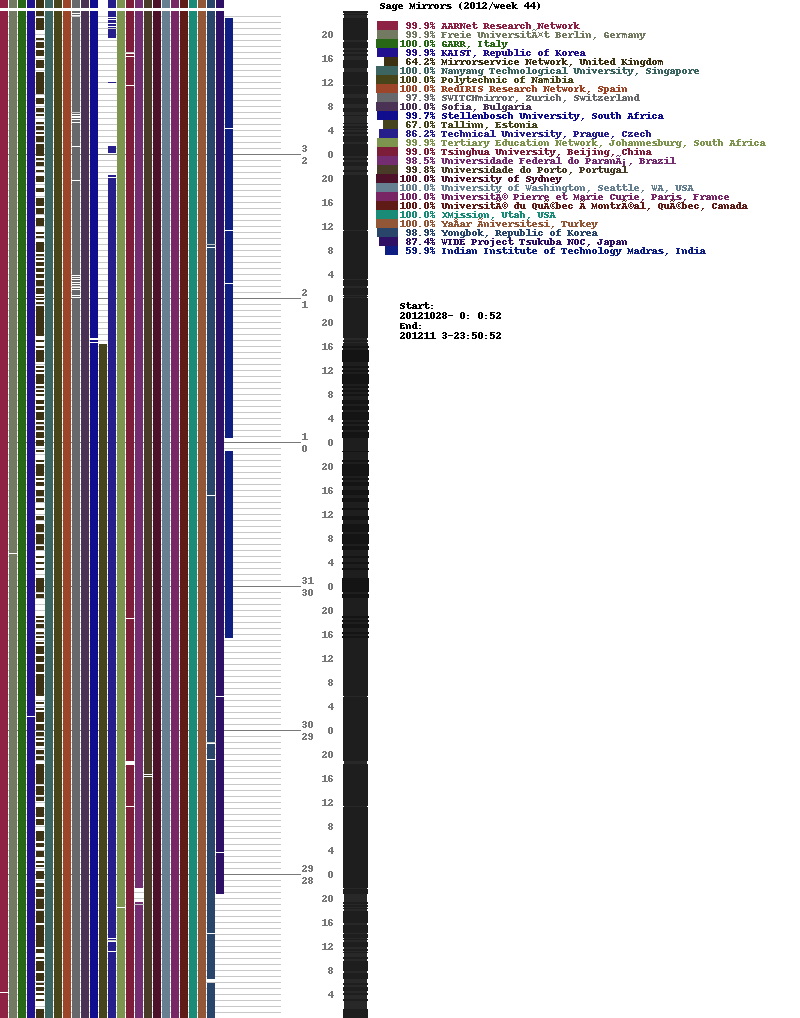 Sage Mirrors (2012/week 44)
99.9% AARNet Research Network
99.9% Freie UniversitÃ¤t Berlin, Germany
100.0% GARR, Italy
99.9% KAIST, Republic of Korea
64.2% Mirrorservice Network, United Kingdom
100.0% Nanyang Technological University, Singapore
100.0% Polytechnic of Namibia
100.0% RedIRIS Research Network, Spain
97.9% SWITCHmirror, Zurich, Switzerland
100.0% Sofia, Bulgaria
99.7% Stellenbosch University, South Africa
67.0% Tallinn, Estonia
86.2% Technical University, Prague, Czech
99.9% Tertiary Education Network, Johannesburg, South Africa
99.0% Tsinghua University, Beijing, China
98.5% Universidade Federal do ParanÃ¡, Brazil
99.8% Universidade do Porto, Portugal
100.0% University of Sydney
100.0% University of Washington, Seattle, WA, USA
100.0% UniversitÃ© Pierre et Marie Curie, Paris, France
100.0% UniversitÃ© du QuÃ©bec Ã MontrÃ©al, QuÃ©bec, Canada
100.0% XMission, Utah, USA
100.0% YaÅar Ãniversitesi, Turkey
98.9% Yongbok, Republic of Korea
87.4% WIDE Project Tsukuba NOC, Japan
59.9% Indian Institute of Technology Madras, India
Start:
20121028- 0: 0:52
End:
201211 3-23:50:52
20
16
12
8
4
3
2
0
20
16
12
8
4
2
1
0
20
16
12
8
4
1
0
0
20
16
12
8
4
31
30
0
20
16
12
8
4
30
29
0
20
16
12
8
4
29
28
0
20
16
12
8
4